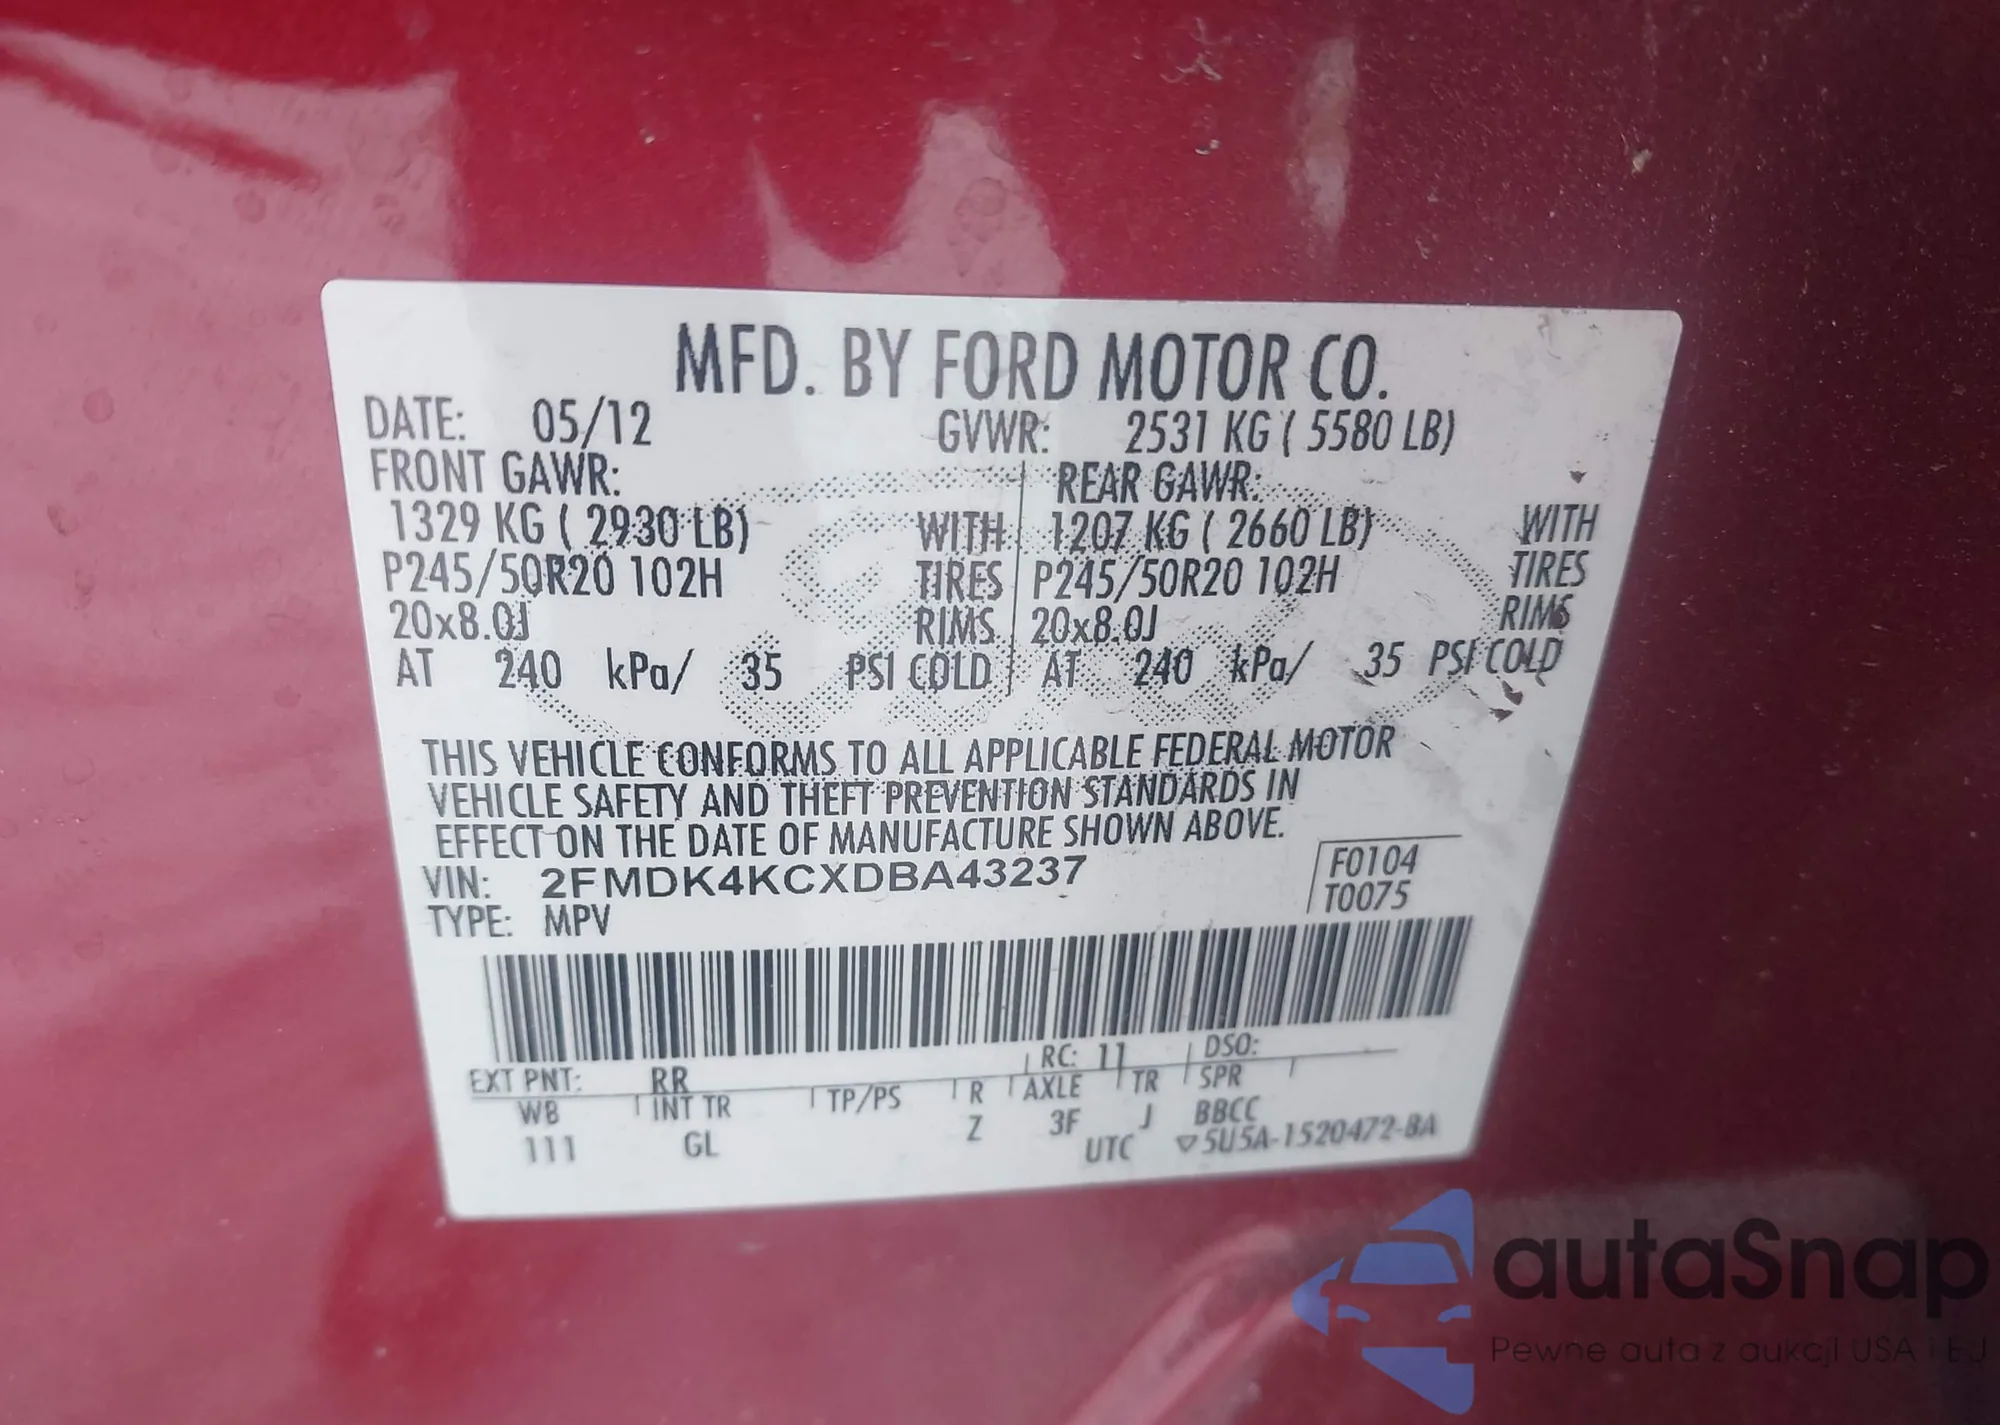 MFD. BY FORD MOTOR CO.
DATE: 05/12 GVWR: 2531 KG ( 5580 LB)
FRONT GAWR: REAR GAWR:
1329 KG ( 2930 LB) WITH 1207 KG ( 2660 LB) WITH
P245/50R20 102H TIRES P245/50R20 102H TIRES
20x8.0J RIMS 20x8.0J RIMS
AT 240 kPa/ 35 PSI COLD AT 240 kPa/ 35 PSI COLD
THIS VEHICLE CONFORMS TO ALL APPLICABLE FEDERAL MOTOR
VEHICLE SAFETY AND THEFT PREVENTION STANDARDS IN
EFFECT ON THE DATE OF MANUFACTURE SHOWN ABOVE.
VIN: 2FMDK4KCXDBA43237 F0104
TYPE: MPV T0075
EXT PNT: RR RC: 11 DSO:
WB INT TR TP/PS R AXLE TR SPR
111 GL Z 3F J BBCC
UTC ▽5U5A-1520472-BA
autaSnap
Pewne auta z aukcji USA i EJ